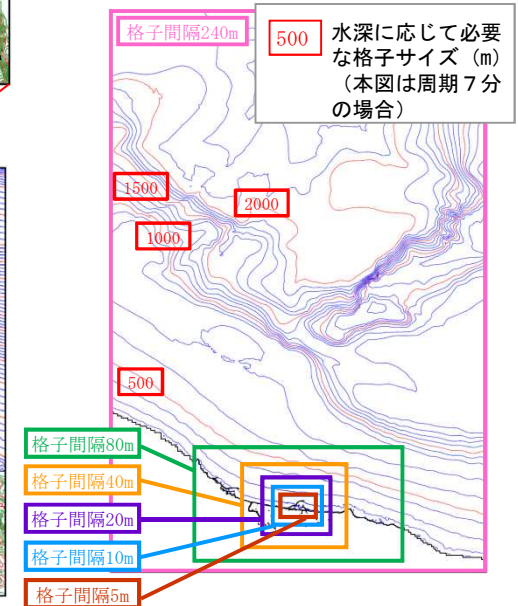 格子間隔240m
500
水深に応じて必要
な格子サイズ（m）
（本図は周期７分
の場合）
1500
2000
1000
500
格子間隔80m
格子間隔40m
格子間隔20m
格子間隔10m
格子間隔5m